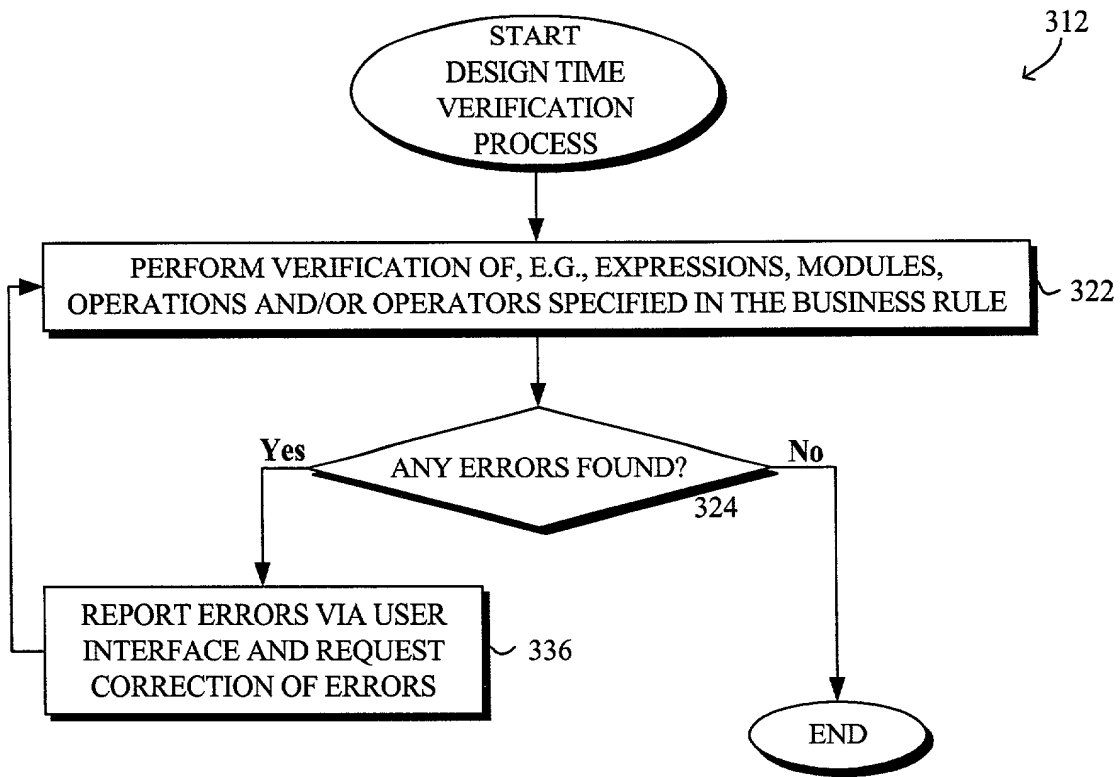 312
START
DESIGN TIME
VERIFICATION
PROCESS
PERFORM VERIFICATION OF, E.G., EXPRESSIONS, MODULES,
OPERATIONS AND/OR OPERATORS SPECIFIED IN THE BUSINESS RULE
322
Yes
ANY ERRORS FOUND?
No
324
REPORT ERRORS VIA USER
INTERFACE AND REQUEST
CORRECTION OF ERRORS
336
END